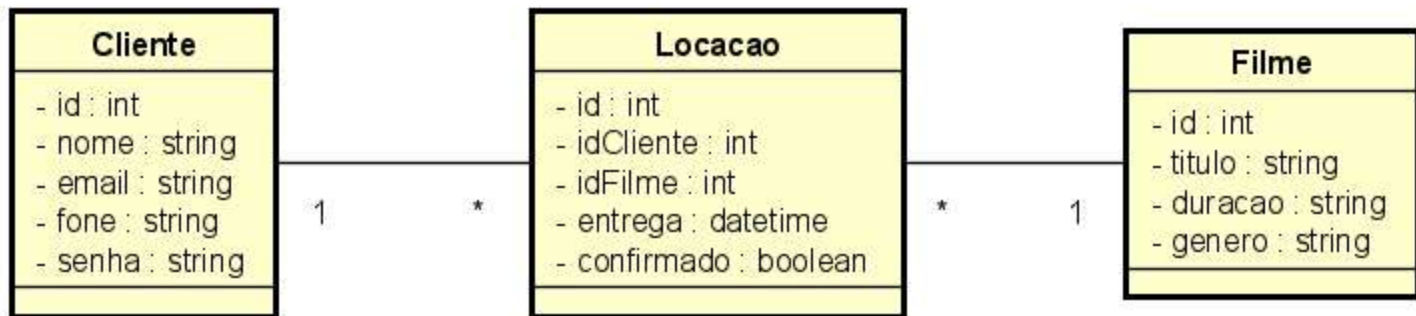 Cliente
- id : int
- nome : string
- email : string
- fone : string
- senha : string
1
*
Locacao
- id : int
- idCliente : int
- idFilme : int
- entrega : datetime
- confirmado : boolean
*
1
Filme
- id : int
- titulo : string
- duracao : string
- genero : string